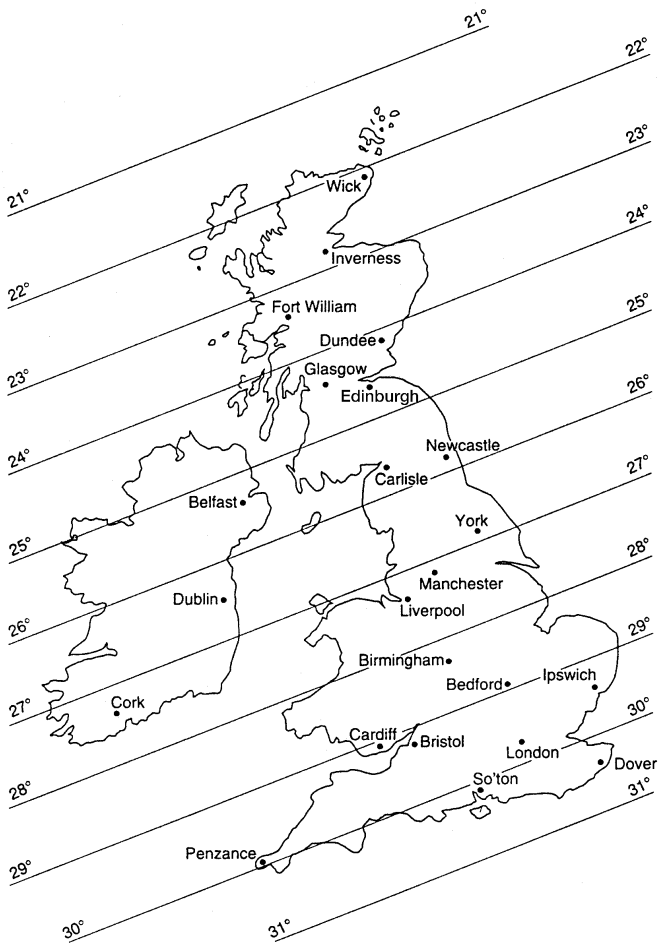 21°
22°
23°
21°
Wick
24°
Inverness
22°
Fort William
25°
Dundee
23°
Glasgow
Edinburgh
26°
24°
Newcastle
Carlisle
27°
Belfast
York
25°
28°
Manchester
Dublin
Liverpool
26°
29°
Birmingham
Ipswich
Bedford
Cork
27°
30°
Cardiff
Bristol
London
Dover
28°
So'ton
31°
Penzance
29°
30°
31°